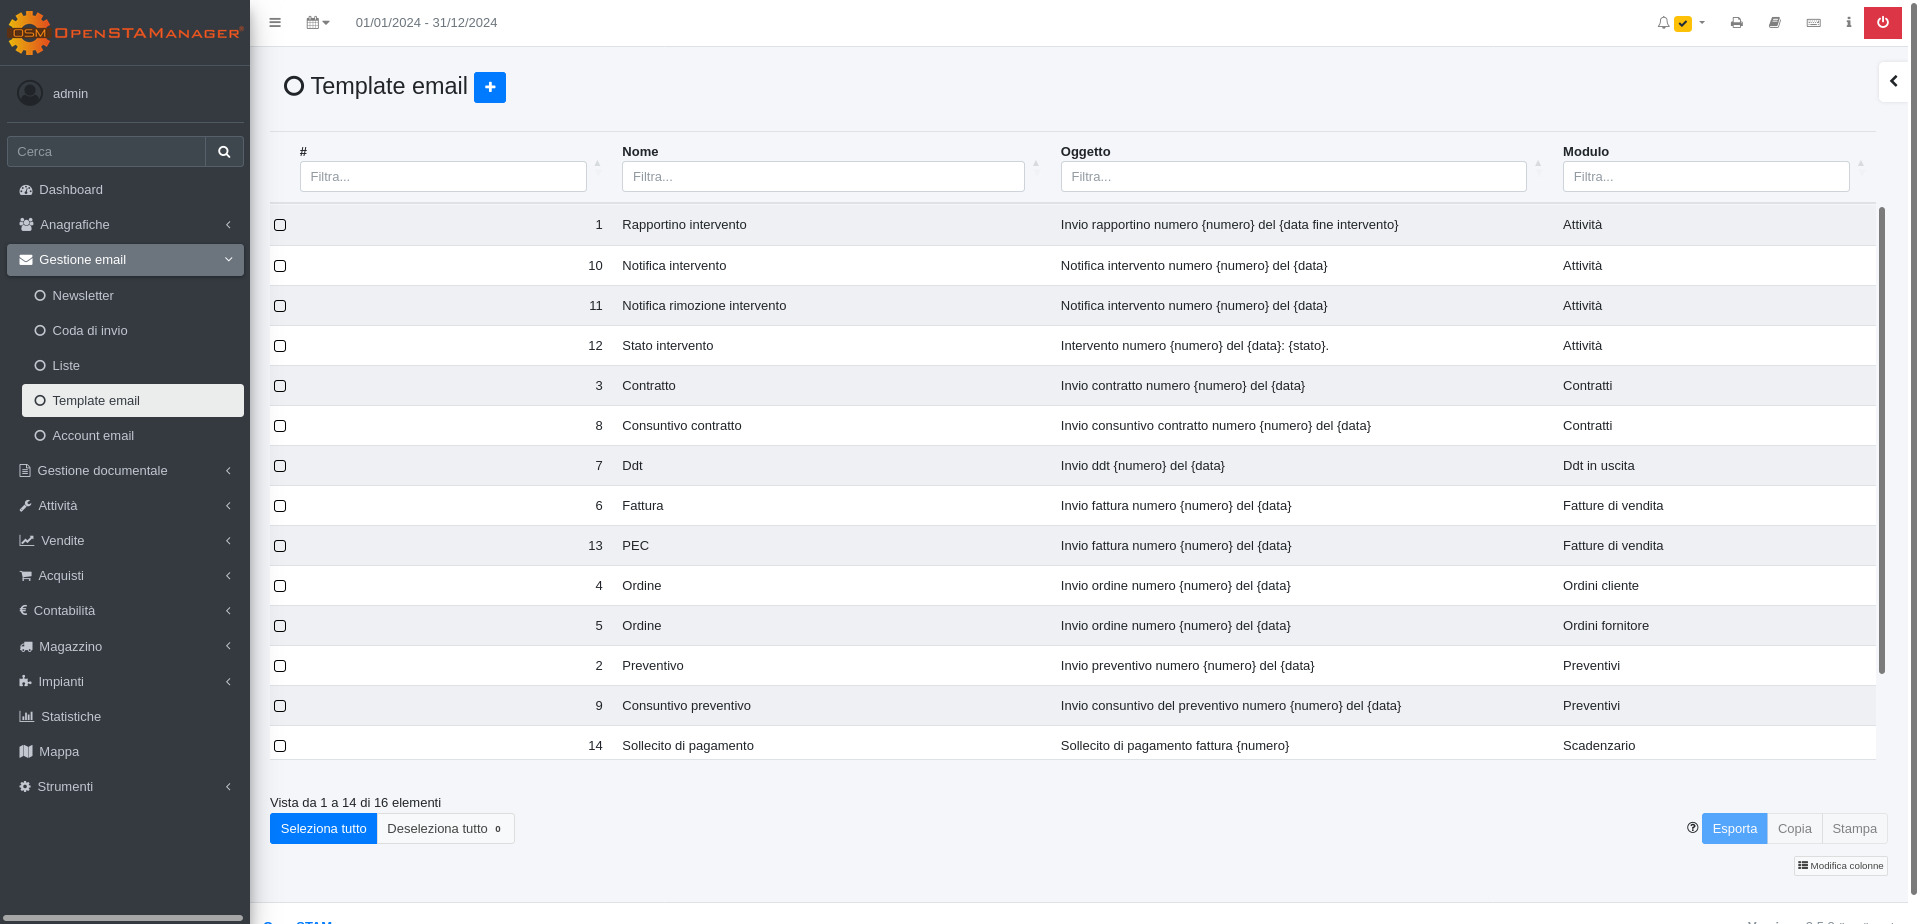 OSM OpenSTAManager
admin
Cerca
Dashboard
Anagrafiche
Gestione email
Newsletter
Coda di invio
Liste
Template email
Account email
Gestione documentale
Attività
Vendite
Acquisti
Contabilità
Magazzino
Impianti
Statistiche
Mappa
Strumenti
01/01/2024 - 31/12/2024
Template email
# Nome Oggetto Modulo
Filtra... Filtra... Filtra... Filtra...
1 Rapportino intervento Invio rapportino numero {numero} del {data fine intervento} Attività
10 Notifica intervento Notifica intervento numero {numero} del {data} Attività
11 Notifica rimozione intervento Notifica intervento numero {numero} del {data} Attività
12 Stato intervento Intervento numero {numero} del {data}: {stato}. Attività
3 Contratto Invio contratto numero {numero} del {data} Contratti
8 Consuntivo contratto Invio consuntivo contratto numero {numero} del {data} Contratti
7 Ddt Invio ddt {numero} del {data} Ddt in uscita
6 Fattura Invio fattura numero {numero} del {data} Fatture di vendita
13 PEC Invio fattura numero {numero} del {data} Fatture di vendita
4 Ordine Invio ordine numero {numero} del {data} Ordini cliente
5 Ordine Invio ordine numero {numero} del {data} Ordini fornitore
2 Preventivo Invio preventivo numero {numero} del {data} Preventivi
9 Consuntivo preventivo Invio consuntivo del preventivo numero {numero} del {data} Preventivi
14 Sollecito di pagamento Sollecito di pagamento fattura {numero} Scadenzario
Vista da 1 a 14 di 16 elementi
Seleziona tutto Deseleziona tutto 0 Esporta Copia Stampa
Modifica colonne